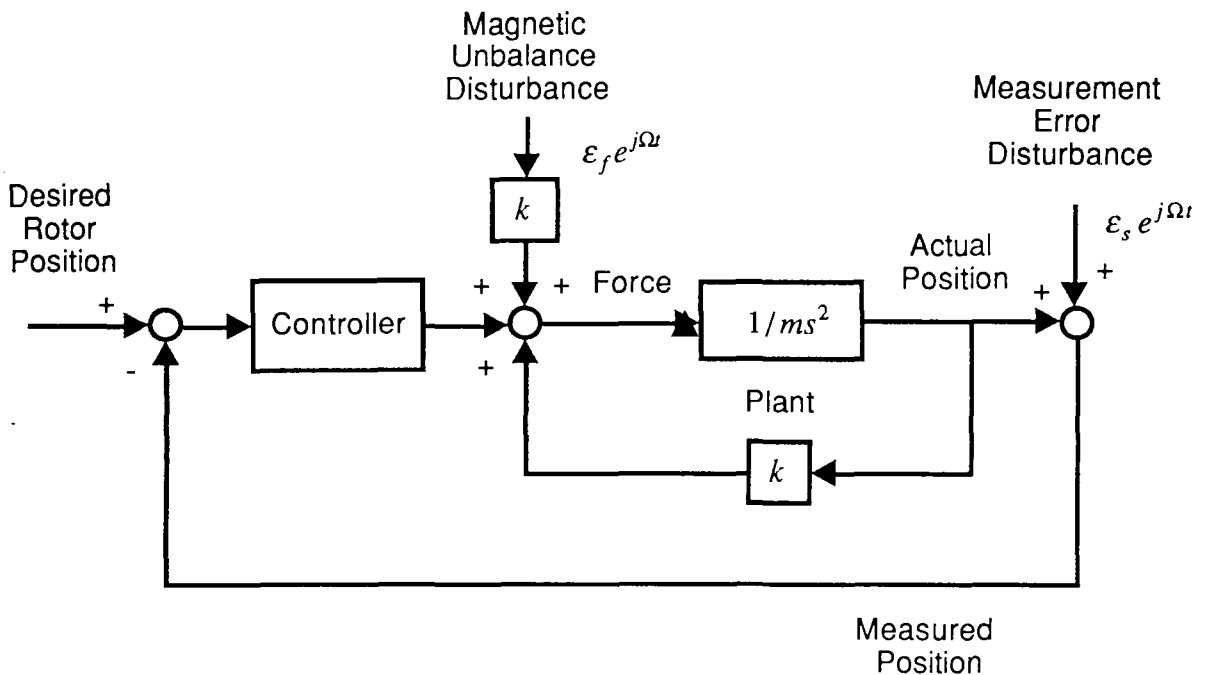 Magnetic
Unbalance
Disturbance
Measurement
Error
Disturbance
ε_f e^{jΩt}
Desired
Rotor
Position
k
ε_s e^{jΩt}
Actual
Position
+
+
+
Force
+
+
Controller
1/ms²
+
-
Plant
k
Measured
Position